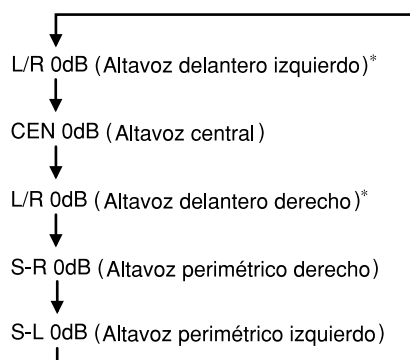 L/R 0dB (Altavoz delantero izquierdo)*
CEN 0dB (Altavoz central)
L/R 0dB (Altavoz delantero derecho)*
S-R 0dB (Altavoz perimétrico derecho)
S-L 0dB (Altavoz perimétrico izquierdo)